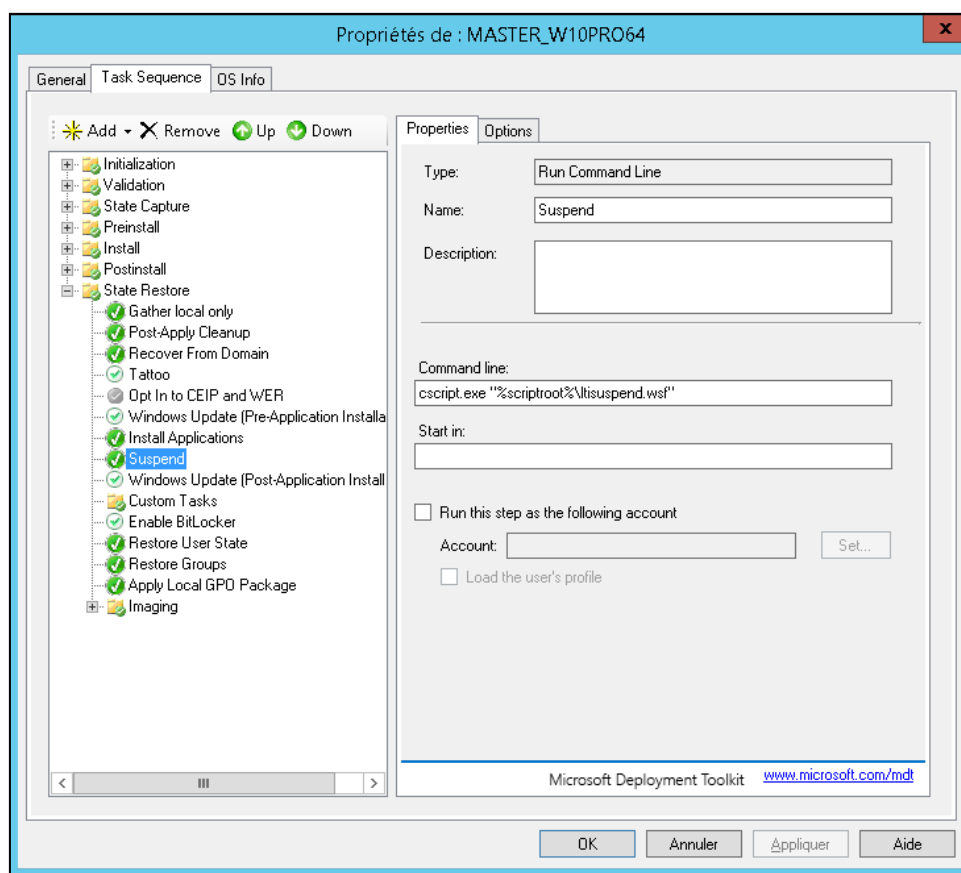 Propriétés de : MASTER_W10PRO64
x
General Task Sequence OS Info
Add Remove Up Down
Initialization
Validation
State Capture
Preinstall
Install
Postinstall
State Restore
Gather local only
Post-Apply Cleanup
Recover From Domain
Tattoo
Opt In to CEIP and WER
Windows Update (Pre-Application Installa
Install Applications
Suspend
Windows Update (Post-Application Install
Custom Tasks
Enable BitLocker
Restore User State
Restore Groups
Apply Local GPO Package
Imaging
Properties Options
Type: Run Command Line
Name: Suspend
Description:
Command line:
cscript.exe "%scriptroot%\ltisuspend.wsf"
Start in:
Run this step as the following account
Account: Set...
Load the user's profile
Microsoft Deployment Toolkit www.microsoft.com/mdt
OK Annuler Appliquer Aide